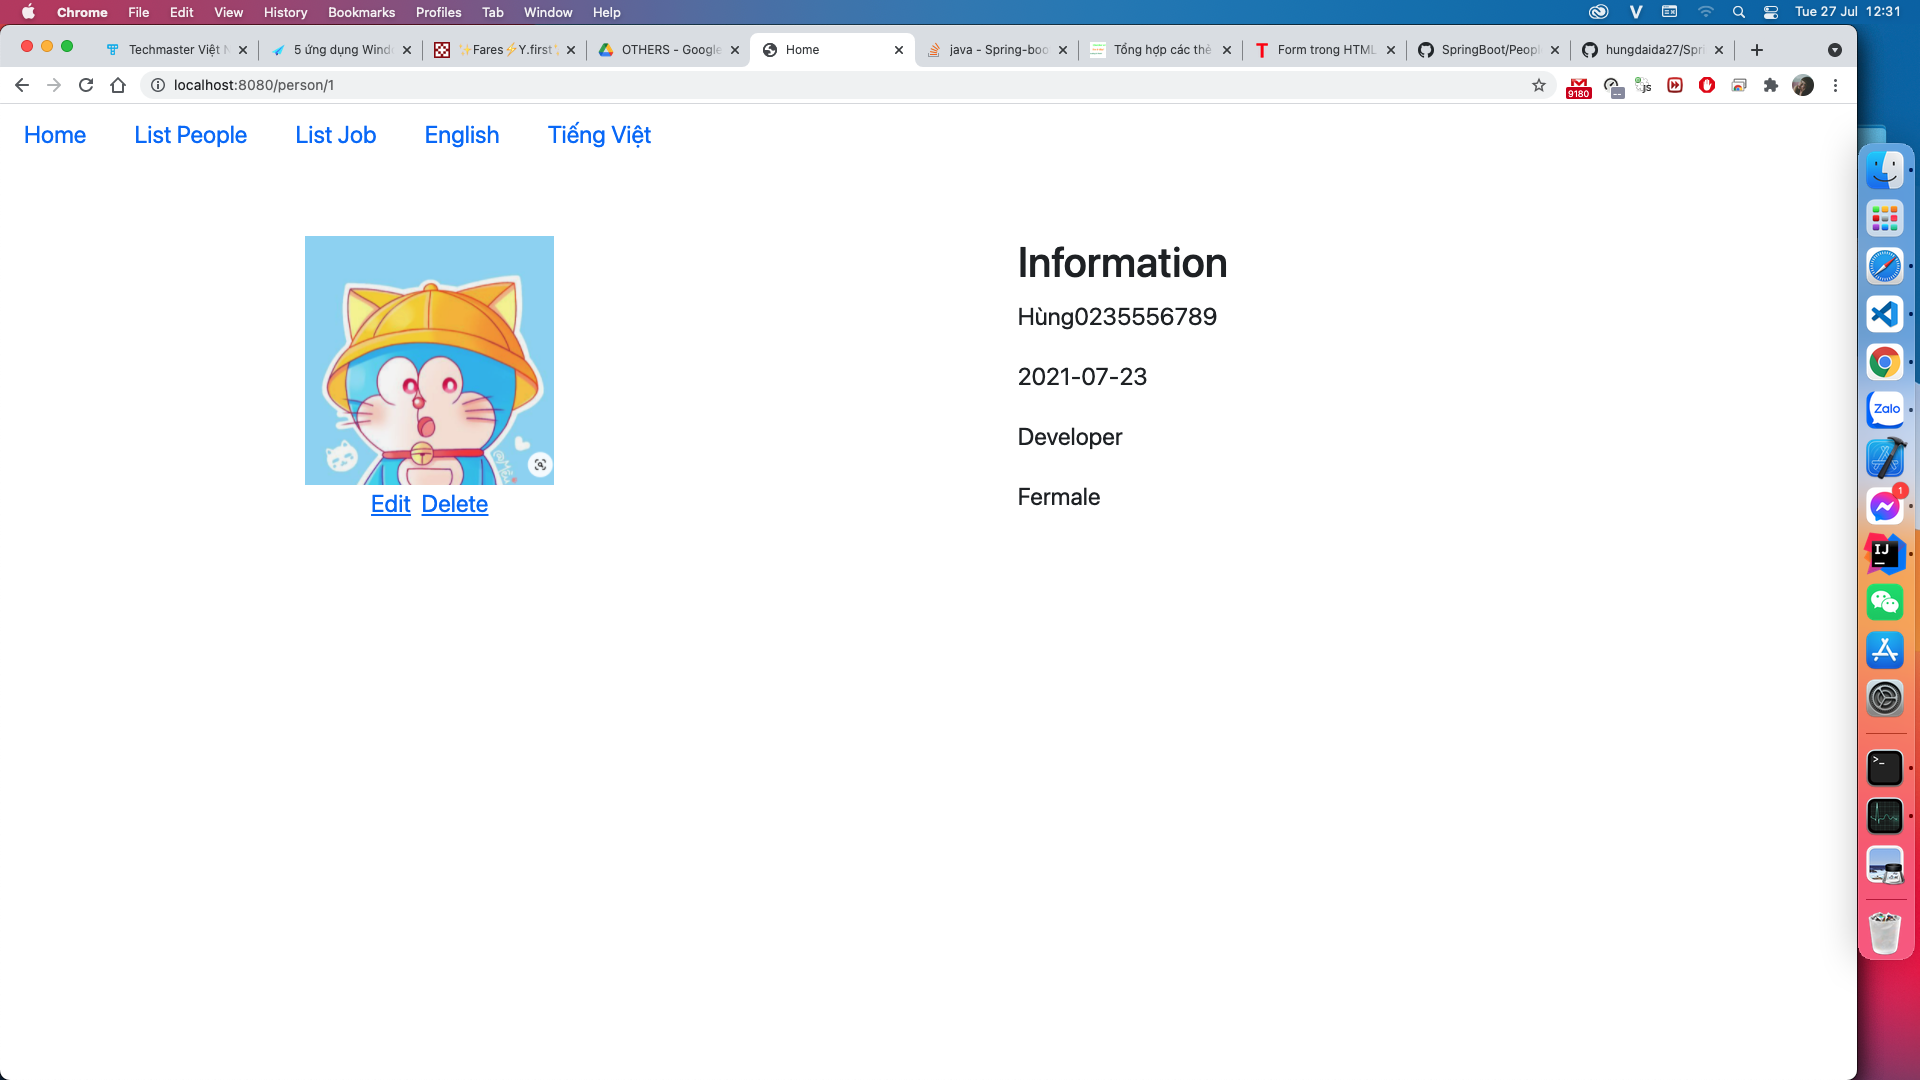 Chrome File Edit View History Bookmarks Profiles Tab Window Help Tue 27 Jul 12:31
Techmaster Việt 5 ứng dụng Wind ✨Fares⚡Y.first OTHERS - Google Home java - Spring-boo Tổng hợp các thẻ Form trong HTML SpringBoot/Peopl hungdaida27/Spri
localhost:8080/person/1
9180
JS
Home List People List Job English Tiếng Việt
Information
Hùng0235556789
2021-07-23
Developer
Fermale
Edit Delete
Zalo
1
IJ
>_